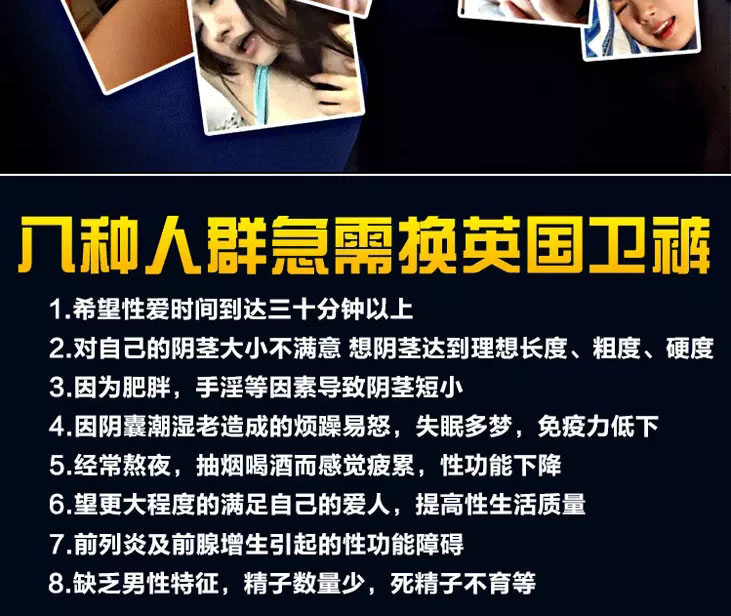 八种人群急需换英国卫裤
1.希望性爱时间到达三十分钟以上
2.对自己的阴茎大小不满意 想阴茎达到理想长度、粗度、硬度
3.因为肥胖，手淫等因素导致阴茎短小
4.因阴囊潮湿老造成的烦躁易怒，失眠多梦，免疫力低下
5.经常熬夜，抽烟喝酒而感觉疲累，性功能下降
6.望更大程度的满足自己的爱人，提高性生活质量
7.前列炎及前腺增生引起的性功能障碍
8.缺乏男性特征，精子数量少，死精子不育等